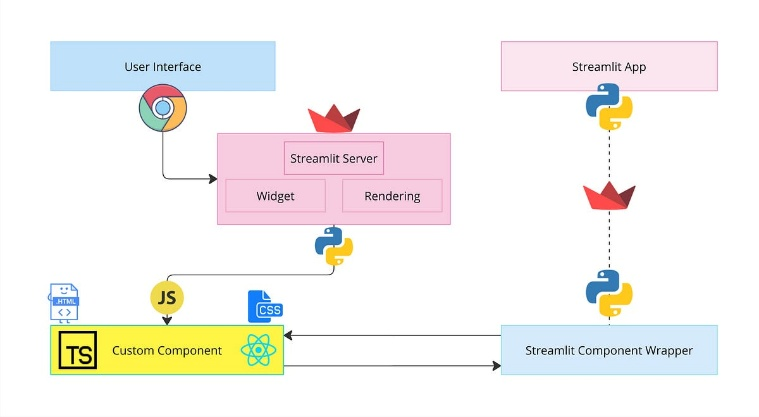 User Interface
Streamlit App
Streamlit Server
Widget
Rendering
JS
.HTML
CSS
TS
Custom Component
Streamlit Component Wrapper